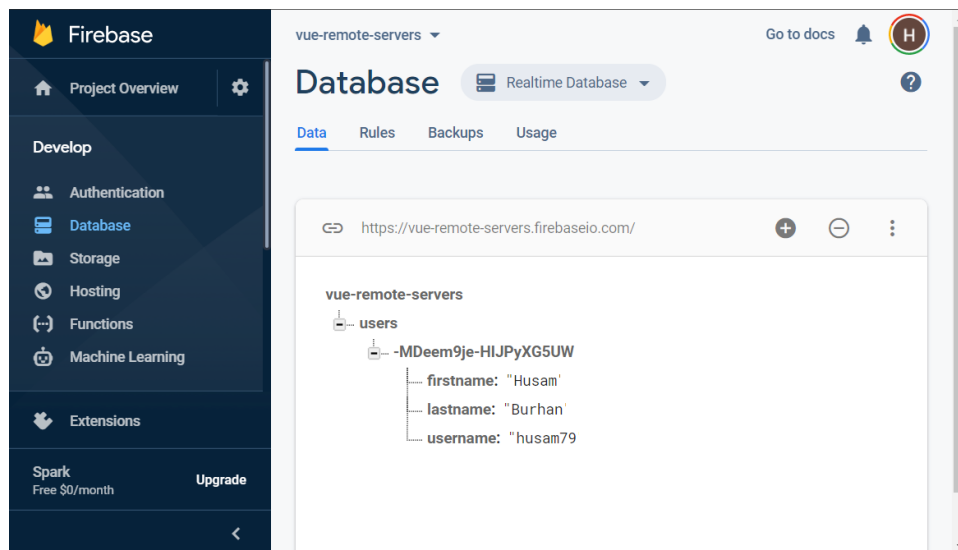 Firebase
Project Overview
Develop
Authentication
Database
Storage
Hosting
Functions
Machine Learning
Extensions
Spark
Free $0/month
Upgrade
vue-remote-servers
Go to docs
H
Database
Realtime Database
Data Rules Backups Usage
https://vue-remote-servers.firebaseio.com/
vue-remote-servers
users
-MDeem9je-HIJPyXG5UW
firstname: "Husam'
lastname: "Burhan'
username: "husam79